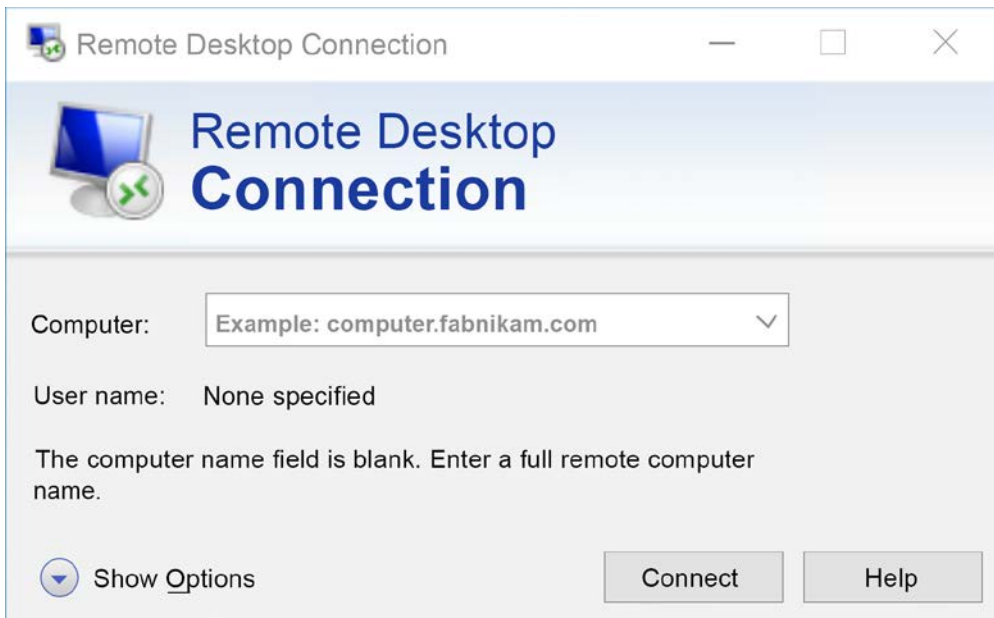 Remote Desktop Connection
Remote Desktop
Connection
Computer: Example: computer.fabnikam.com
User name: None specified
The computer name field is blank. Enter a full remote computer
name.
Show Options Connect Help